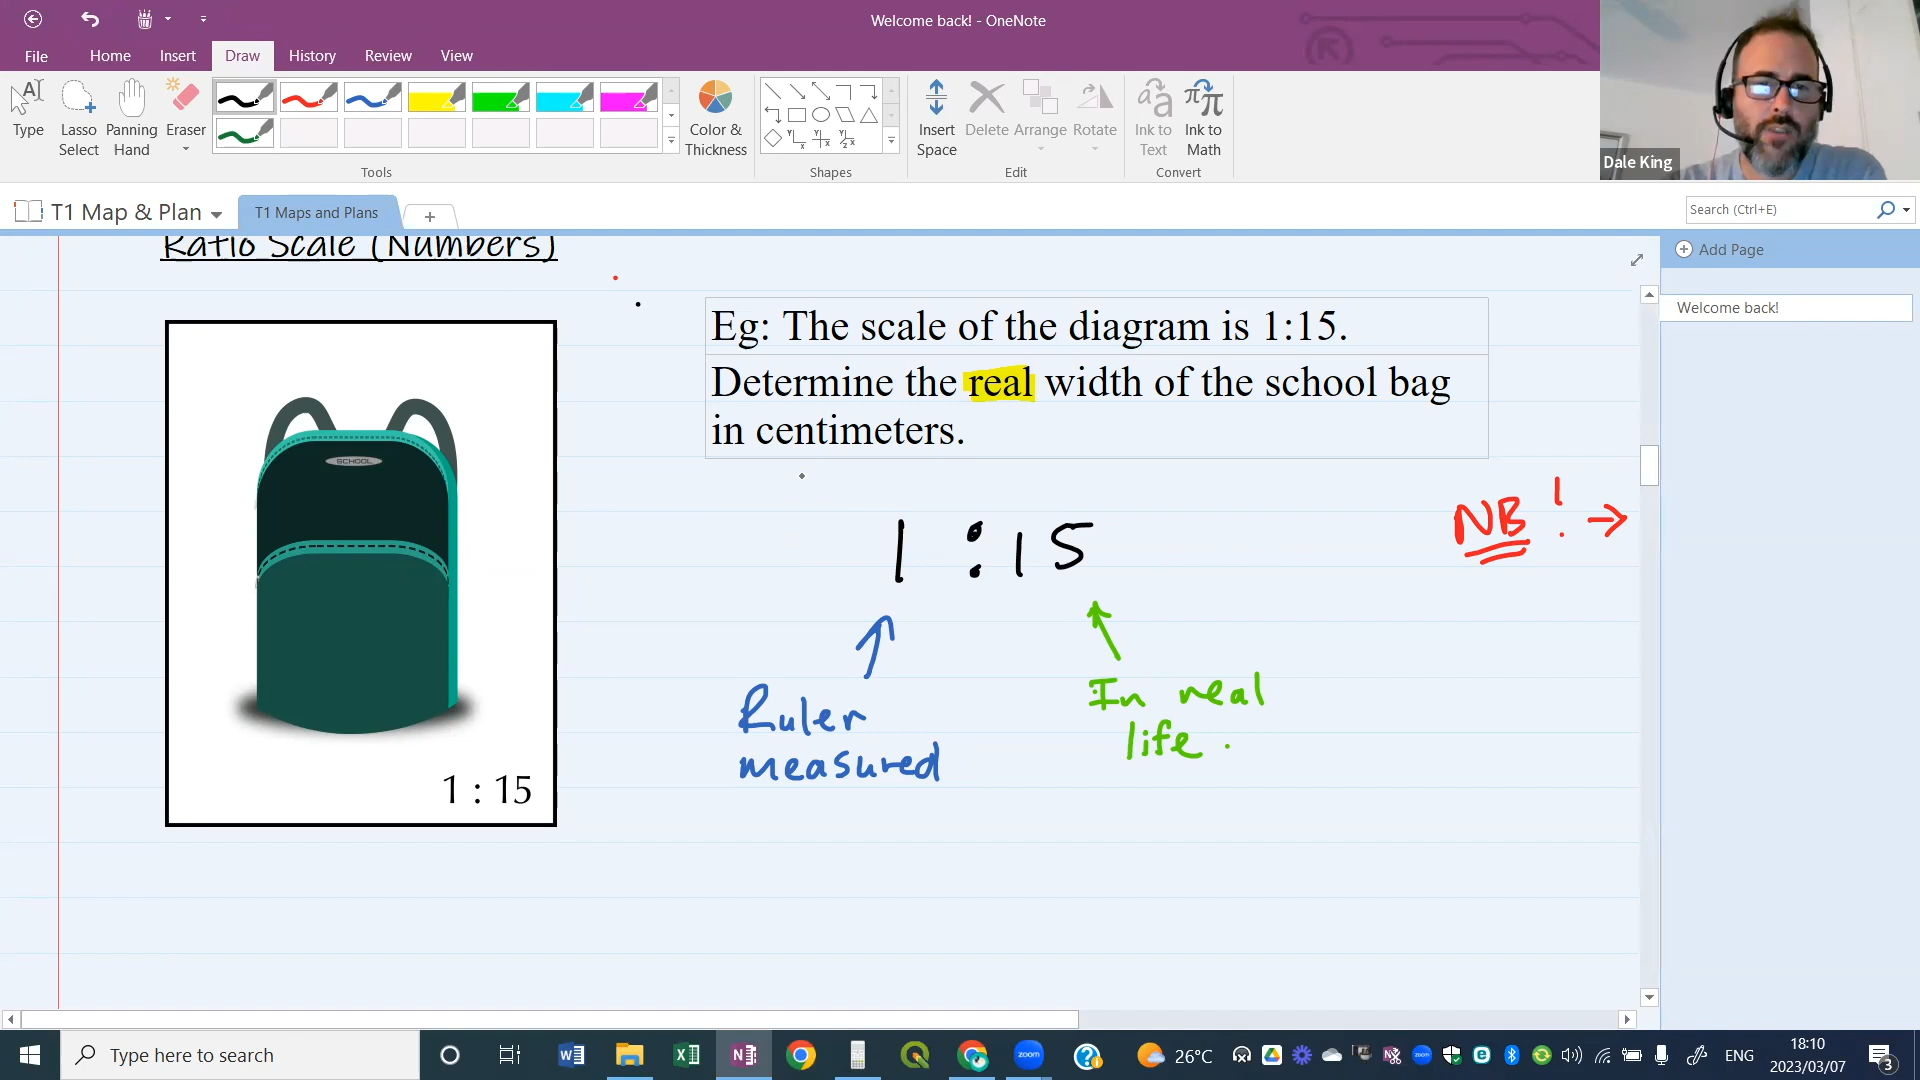 Welcome back! - OneNote
File Home Insert Draw History Review View
Type
Lasso Select
Panning Hand
Eraser
Color & Thickness
Insert Space
Delete
Arrange
Rotate
Ink to Text
Ink to Math
Tools
Shapes
Edit
Convert
Dale King
T1 Map & Plan
T1 Maps and Plans
Search (Ctrl+E)
Add Page
Welcome back!
Ratio Scale (Numbers)
Eg: The scale of the diagram is 1:15.
Determine the real width of the school bag
in centimeters.
SCHOOL
1 : 15
1 : 15
NB ! →
Ruler
measured
In real
life .
Type here to search
zoom
26°C
ENG
18:10
2023/03/07
3